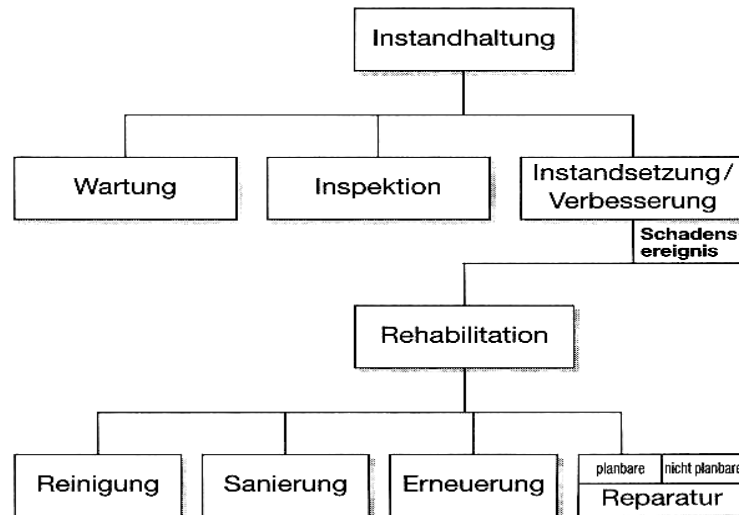 Instandhaltung
Wartung
Inspektion
Instandsetzung/
Verbesserung
Schadens
ereignis
Rehabilitation
Reinigung
Sanierung
Erneuerung
planbare
nicht planbare
Reparatur